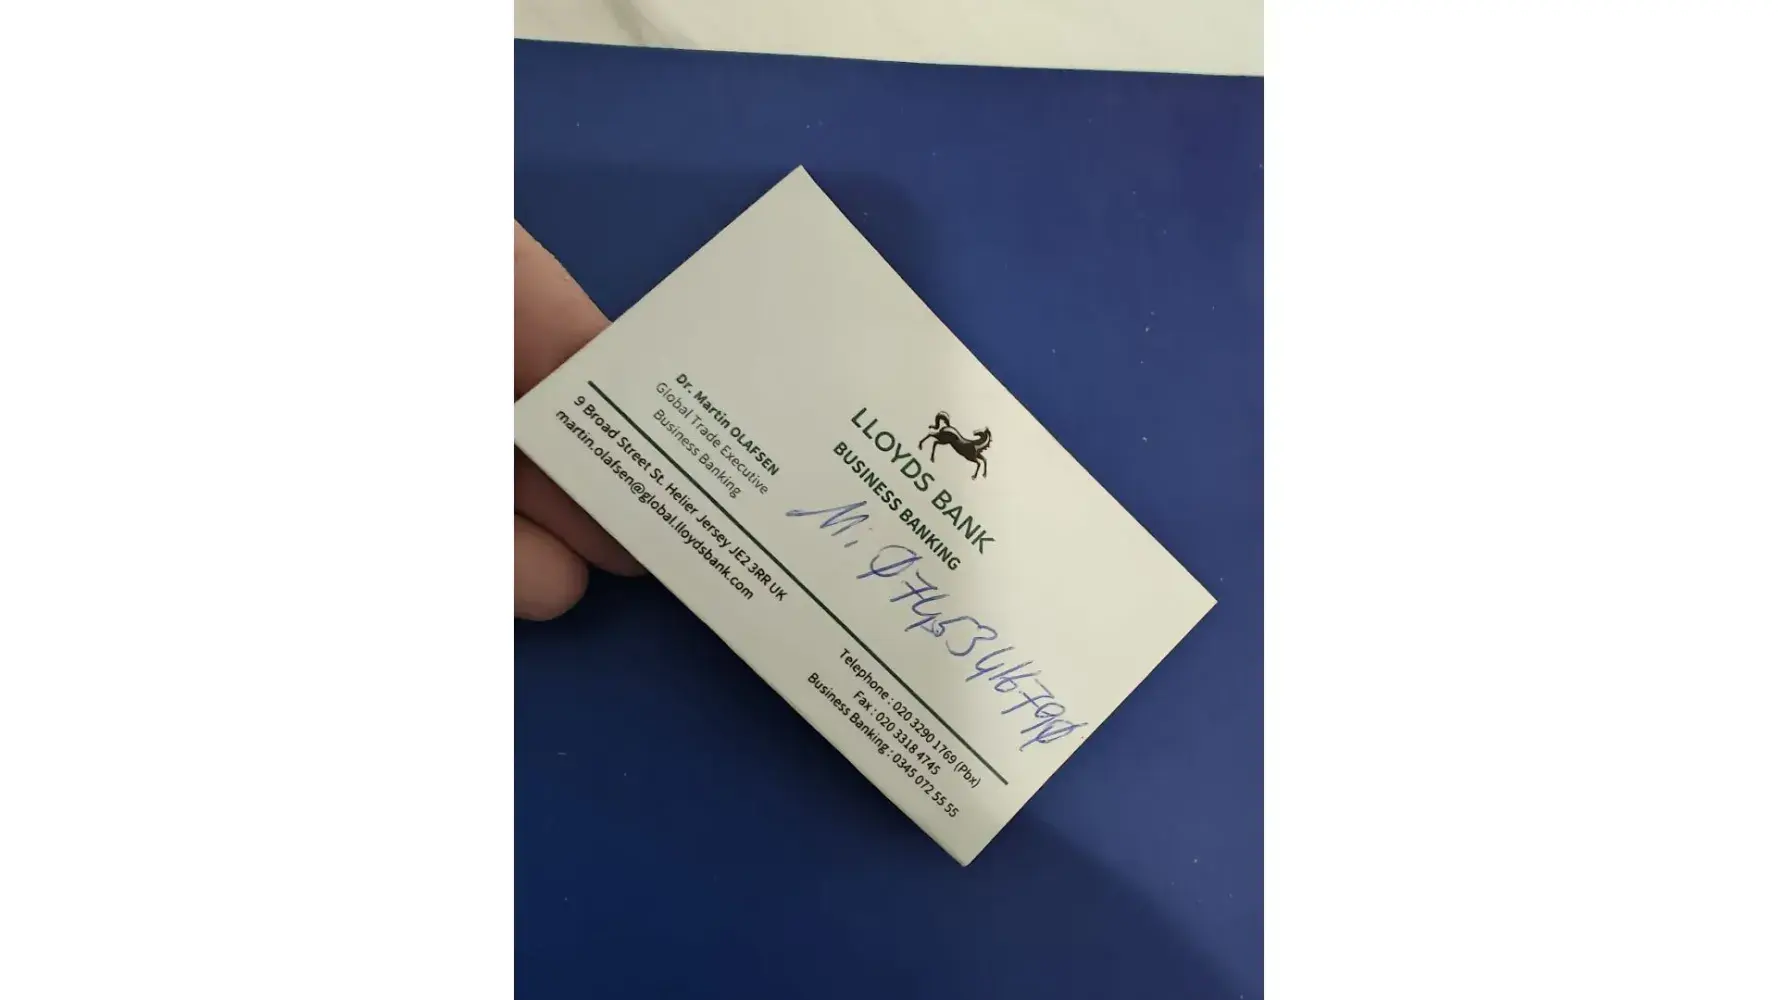 LLOYDS BANK
BUSINESS BANKING
Dr. Martin OLAFSEN
Global Trade Executive
Business Banking
M: 07453416790
9 Broad Street St. Helier Jersey JE2 3RR UK
martin.olafsen@global.lloydsbank.com
Telephone : 020 3290 1769 (Pbx)
Fax : 020 3318 4745
Business Banking : 0345 072 55 55